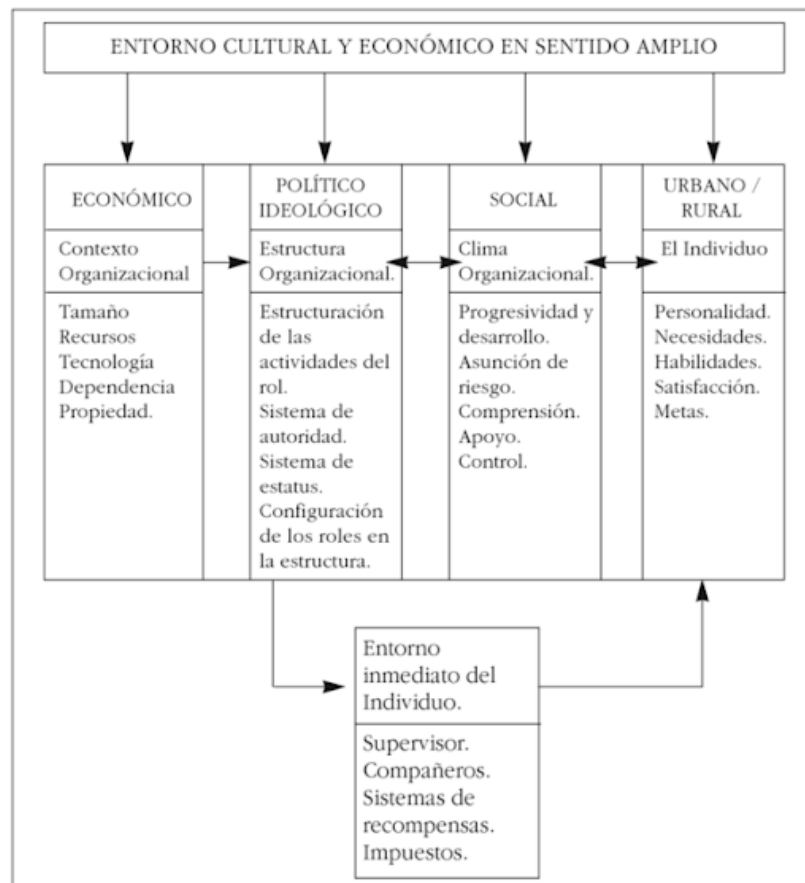 ENTORNO CULTURAL Y ECONÓMICO EN SENTIDO AMPLIO
ECONÓMICO
Contexto
Organizacional
Tamaño
Recursos
Tecnología
Dependencia
Propiedad.
POLÍTICO
IDEOLÓGICO
Estructura
Organizacional.
Estructuración
de las
actividades del
rol.
Sistema de
autoridad.
Sistema de
estatus.
Configuración
de los roles en
la estructura.
SOCIAL
Clima
Organizacional.
Progresividad y
desarrollo.
Asunción de
riesgo.
Comprensión.
Apoyo.
Control.
URBANO /
RURAL
El Individuo
Personalidad.
Necesidades.
Habilidades.
Satisfacción.
Metas.
Entorno
inmediato del
Individuo.
Supervisor.
Compañeros.
Sistemas de
recompensas.
Impuestos.